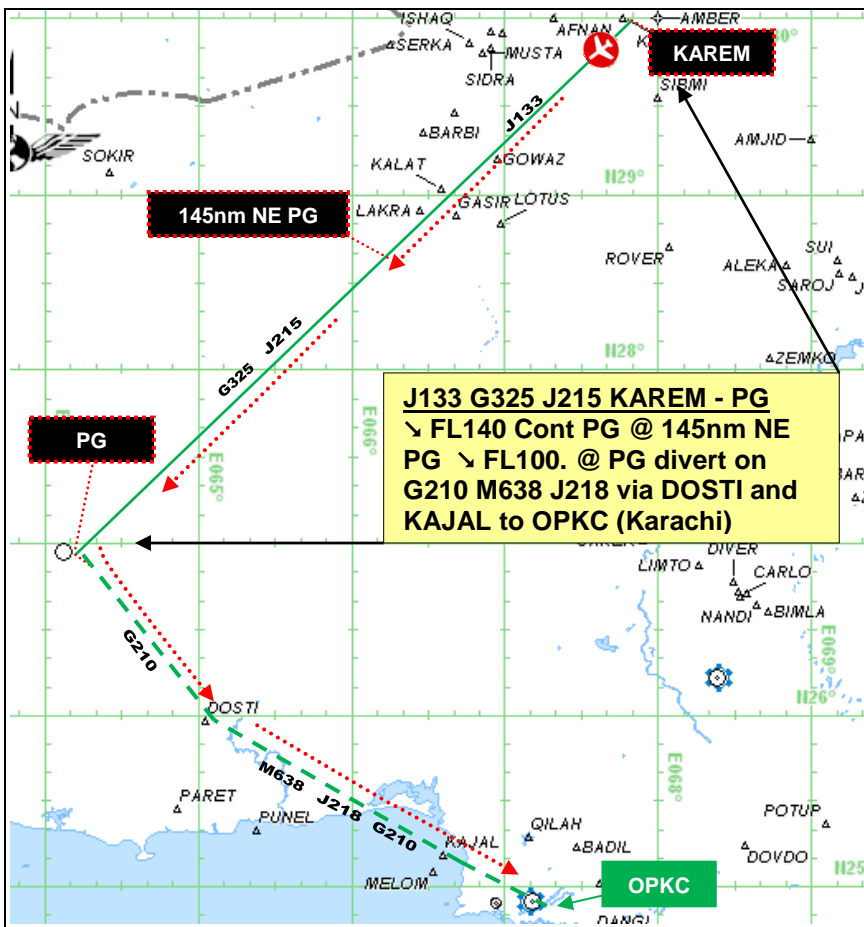 ISHAQ
AFNAN
AMBER
SERKA
MUSTA
K
30°
KAREM
SIDRA
SIBMI
J133
BARBI
AMJID
SOKIR
KALAT
GOWAZ
N29°
145nm NE PG
LAKRA
GASIR
LOTUS
ROVER
ALEKA
SUI
SAROJ
J
G325 J215
N28°
ZEMKO
E066°
E065°
PG
J133 G325 J215 KAREM - PG
↘ FL140 Cont PG @ 145nm NE
PG ↘ FL100. @ PG divert on
G210 M638 J218 via DOSTI and
KAJAL to OPKC (Karachi)
PA
BAR
Z
LIMTO
DIVER
CARLO
NANDI
BIMLA
E069°
G210
N26°
DOSTI
M638 J218 G210
E068°
PARET
PUNEL
QILAH
POTUP
KAJAL
BADIL
DOVDO
MELOM
N25
OPKC
DANGI